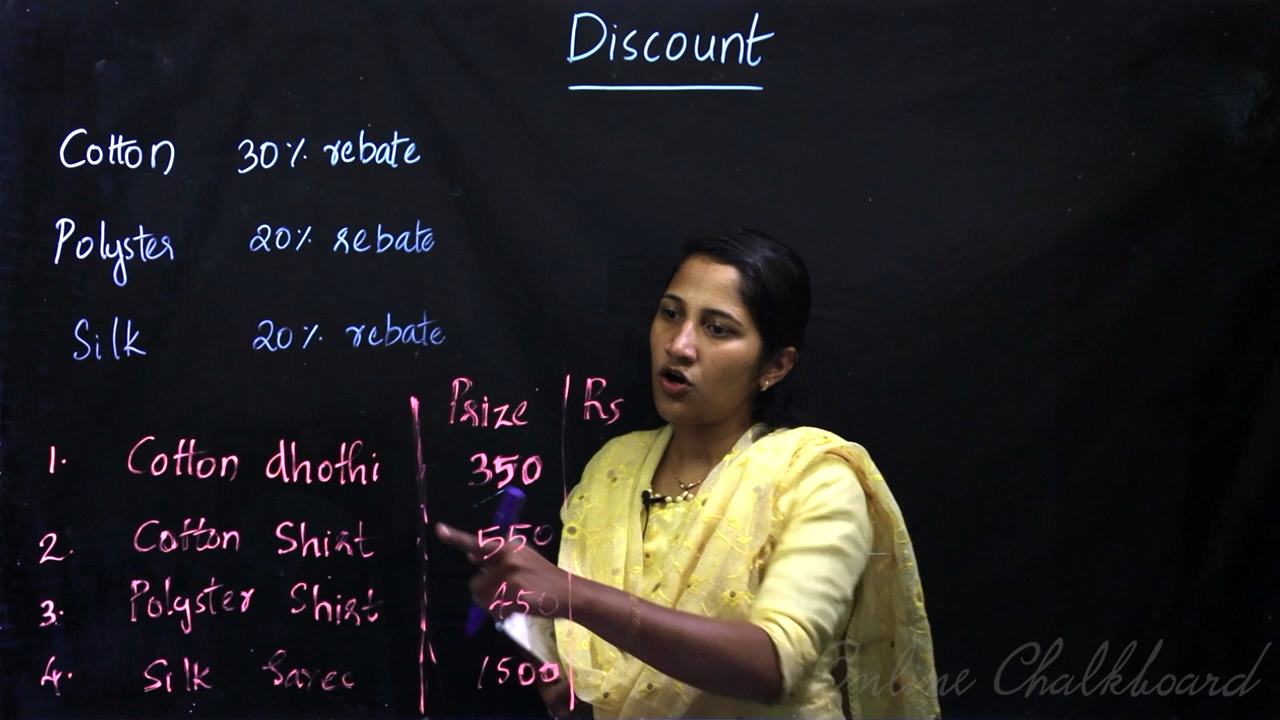 Discount
Cotton 30% rebate
Polyster 20% rebate
Silk 20% rebate
Prize Rs
1. Cotton dhothi 350
2. Cotton Shirt 550
3. Polyster Shirt 450
4. Silk Saree 1500
Online Chalkboard